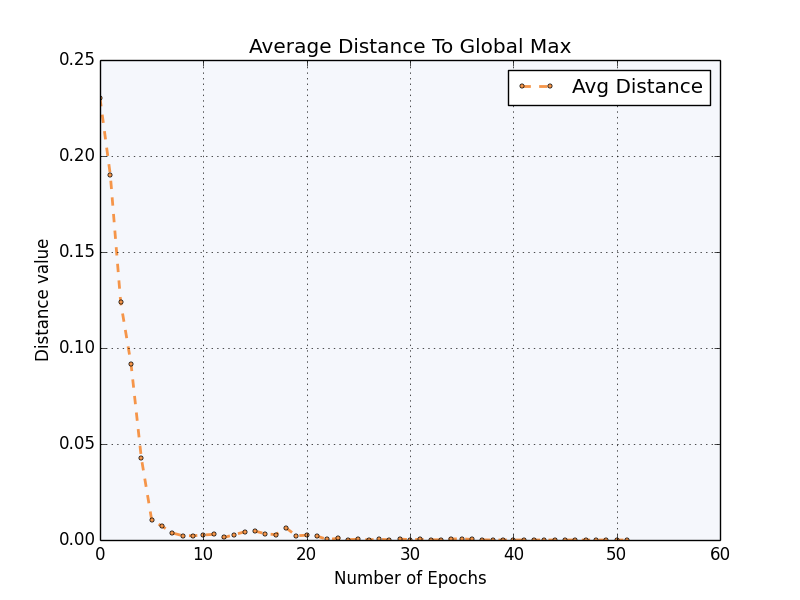 Average Distance To Global Max
Avg Distance
0.25
0.20
0.15
0.10
0.05
0.00
Distance value
0 10 20 30 40 50 60
Number of Epochs